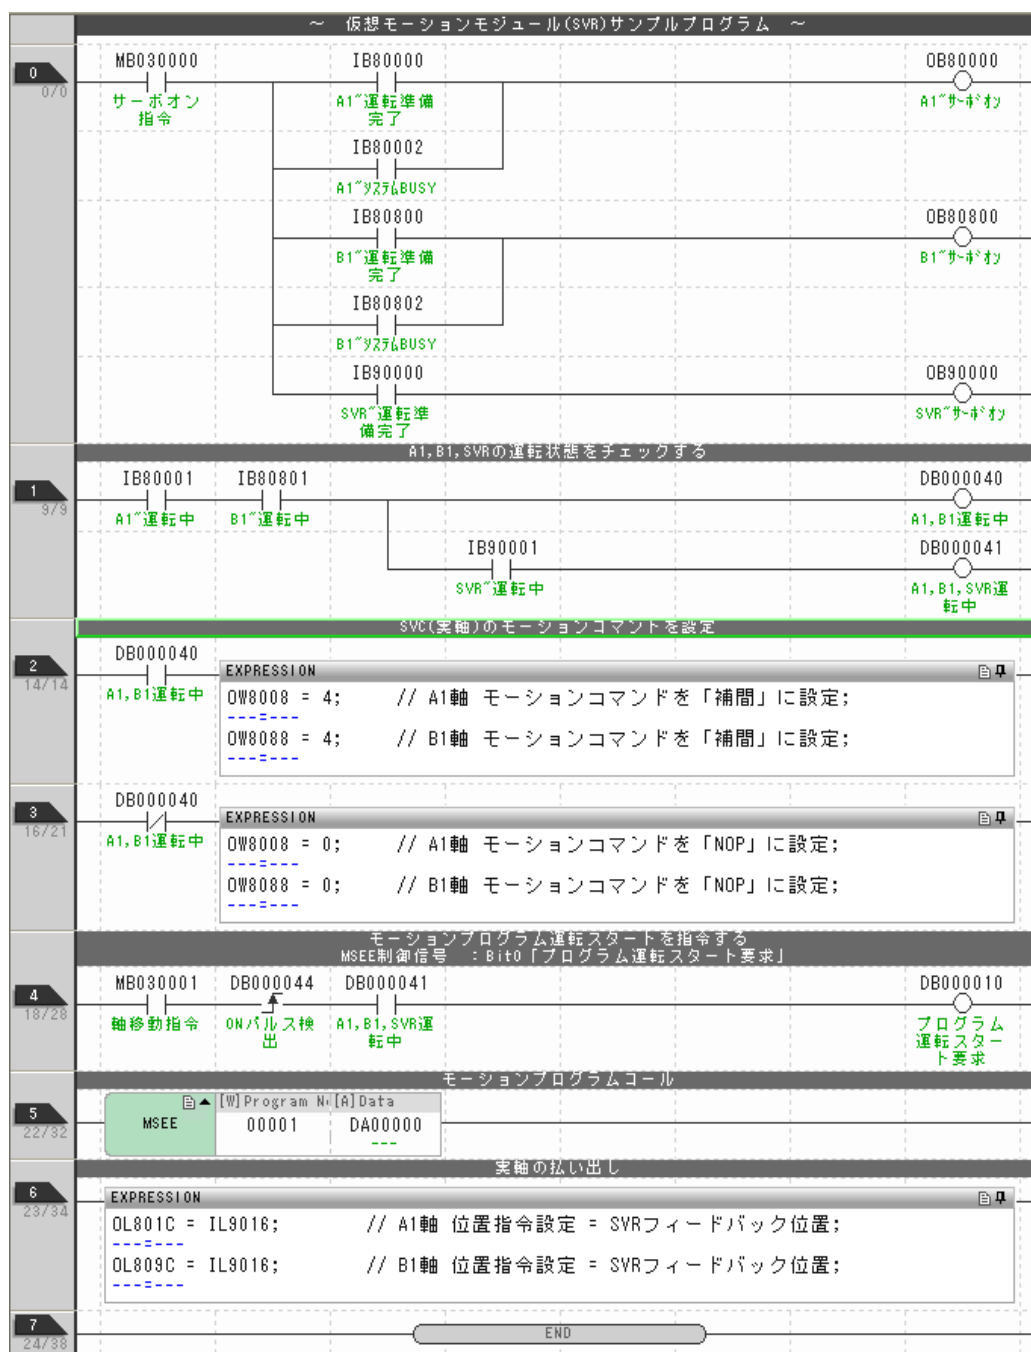 ～ 仮想モーションモジュール(SVR)サンプルプログラム ～
0
0/0
MB030000 IB80000 OB80000
サーボオン指令 A1~運転準備完了 A1~ｻｰﾎﾞｵﾝ
IB80002
A1~ｼｽﾃﾑBUSY
IB80800 OB80800
B1~運転準備完了 B1~ｻｰﾎﾞｵﾝ
IB80802
B1~ｼｽﾃﾑBUSY
IB90000 OB90000
SVR~運転準備完了 SVR~ｻｰﾎﾞｵﾝ
A1,B1,SVRの運転状態をチェックする
1
9/9
IB80001 IB80801 DB000040
A1~運転中 B1~運転中 A1,B1運転中
IB90001 DB000041
SVR~運転中 A1,B1,SVR運転中
SVC(実軸)のモーションコマンドを設定
2
14/14
DB000040
A1,B1運転中
EXPRESSION
OW8008 = 4; // A1軸 モーションコマンドを「補間」に設定;
OW8088 = 4; // B1軸 モーションコマンドを「補間」に設定;
3
16/21
DB000040
A1,B1運転中
EXPRESSION
OW8008 = 0; // A1軸 モーションコマンドを「NOP」に設定;
OW8088 = 0; // B1軸 モーションコマンドを「NOP」に設定;
モーションプログラム運転スタートを指令する
MSEE制御信号 ：Bit0「プログラム運転スタート要求」
4
18/28
MB030001 DB000044 DB000041 DB000010
軸移動指令 ONパルス検出 A1,B1,SVR運転中 プログラム運転スタート要求
モーションプログラムコール
5
22/32
MSEE [W]Program N [A]Data
00001 DA00000
実軸の払い出し
6
23/34
EXPRESSION
OL801C = IL9016; // A1軸 位置指令設定 = SVRフィードバック位置;
OL809C = IL9016; // B1軸 位置指令設定 = SVRフィードバック位置;
7
24/38
END